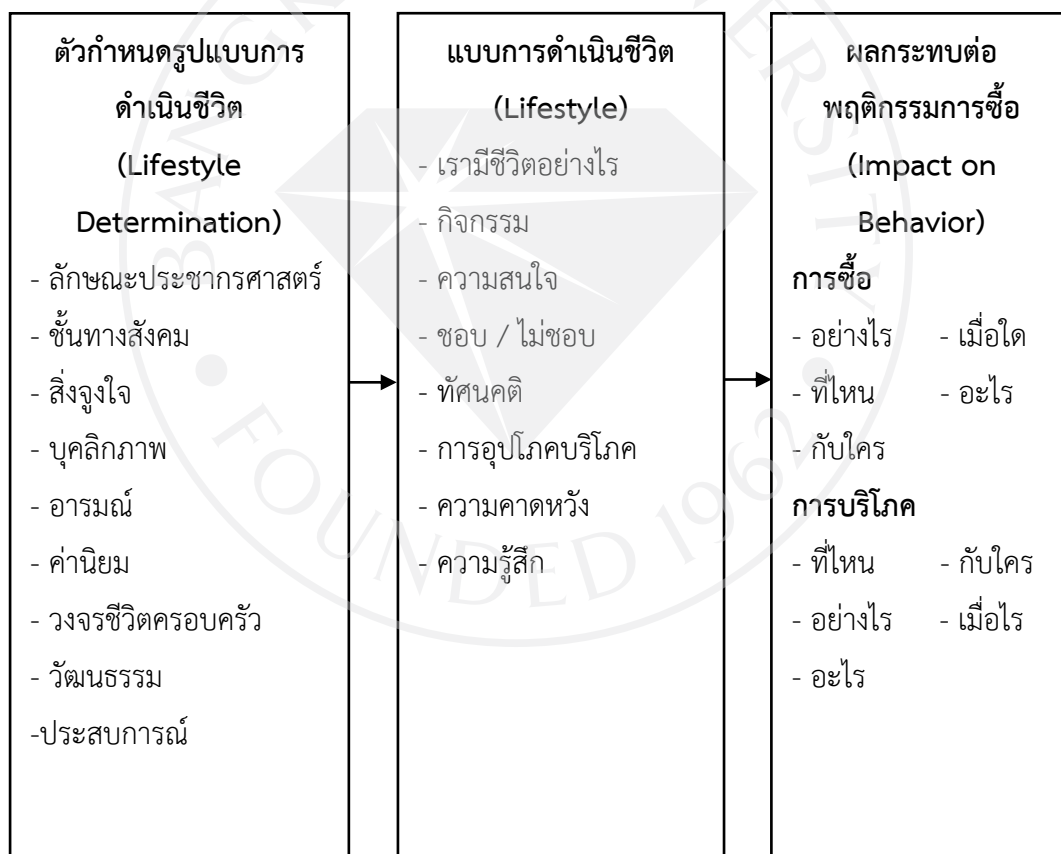 ตัวกำหนดรูปแบบการ
ดำเนินชีวิต
(Lifestyle
Determination)
- ลักษณะประชากรศาสตร์
- ชั้นทางสังคม
- สิ่งจูงใจ
- บุคลิกภาพ
- อารมณ์
- ค่านิยม
- วงจรชีวิตครอบครัว
- วัฒนธรรม
-ประสบการณ์
แบบการดำเนินชีวิต
(Lifestyle)
- เรามีชีวิตอย่างไร
- กิจกรรม
- ความสนใจ
- ชอบ / ไม่ชอบ
- ทัศนคติ
- การอุปโภคบริโภค
- ความคาดหวัง
- ความรู้สึก
ผลกระทบต่อ
พฤติกรรมการซื้อ
(Impact on
Behavior)
การซื้อ
- อย่างไร - เมื่อใด
- ที่ไหน - อะไร
- กับใคร
การบริโภค
- ที่ไหน - กับใคร
- อย่างไร - เมื่อไร
- อะไร
FOUNDED 1962